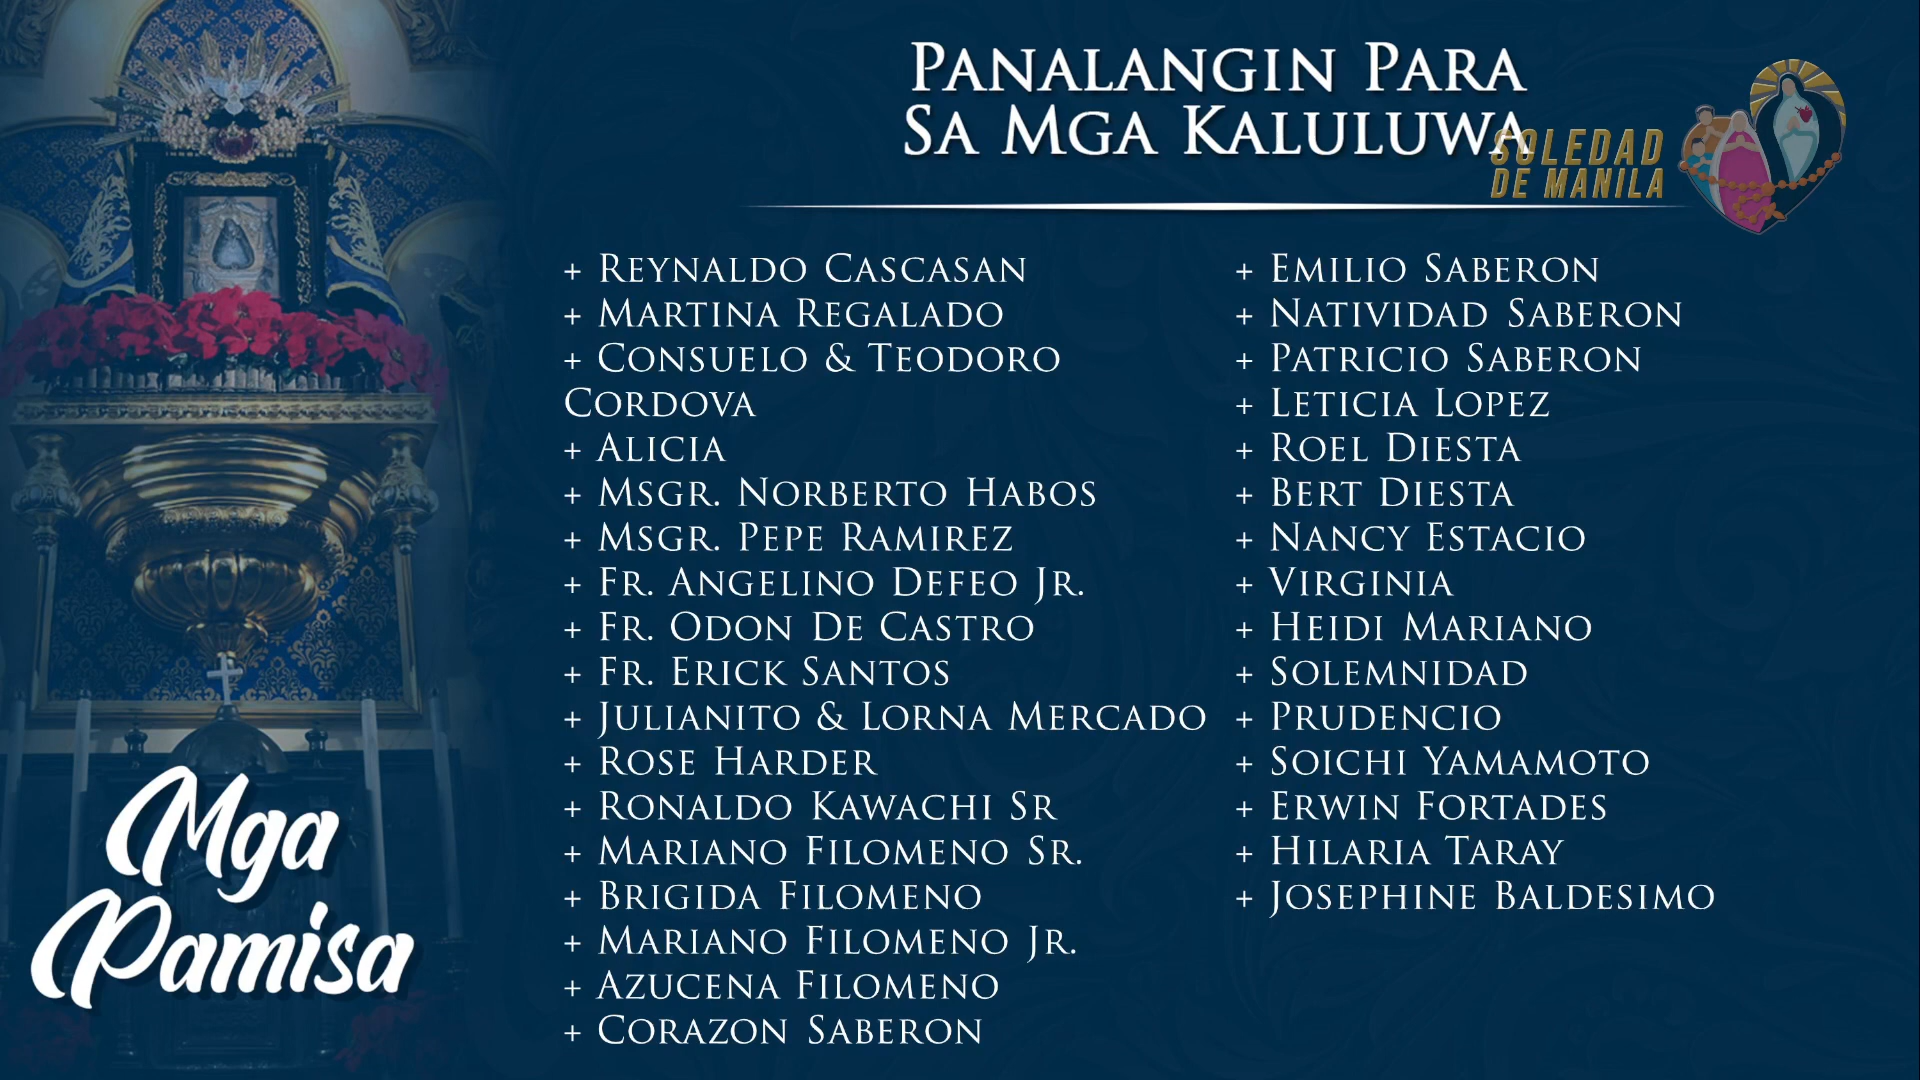 Panalangin Para
Sa Mga Kaluluwa
SOLEDAD
DE MANILA
+ Reynaldo Cascasan
+ Martina Regalado
+ Consuelo & Teodoro
Cordova
+ Alicia
+ Msgr. Norberto Habos
+ Msgr. Pepe Ramirez
+ Fr. Angelino Defeo Jr.
+ Fr. Odon De Castro
+ Fr. Erick Santos
+ Julianito & Lorna Mercado
+ Rose Harder
+ Ronaldo Kawachi Sr
+ Mariano Filomeno Sr.
+ Brigida Filomeno
+ Mariano Filomeno Jr.
+ Azucena Filomeno
+ Corazon Saberon
+ Emilio Saberon
+ Natividad Saberon
+ Patricio Saberon
+ Leticia Lopez
+ Roel Diesta
+ Bert Diesta
+ Nancy Estacio
+ Virginia
+ Heidi Mariano
+ Solemnidad
+ Prudencio
+ Soichi Yamamoto
+ Erwin Fortades
+ Hilaria Taray
+ Josephine Baldesimo
Mga
Pamisa